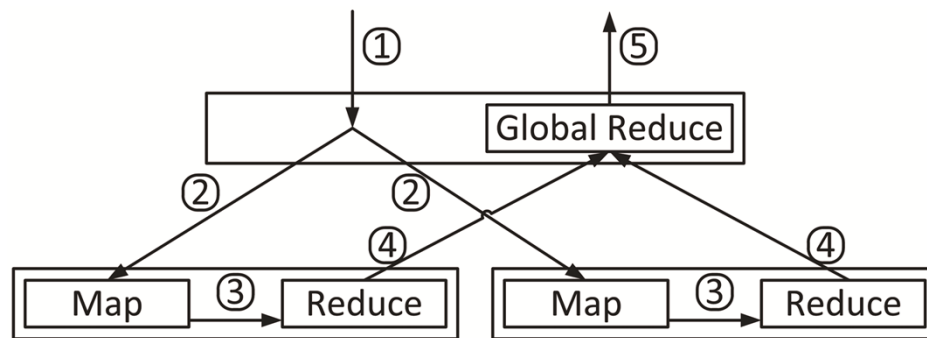 ① ⑤
Global Reduce
② ② ④ ④
Map ③ Reduce Map ③ Reduce